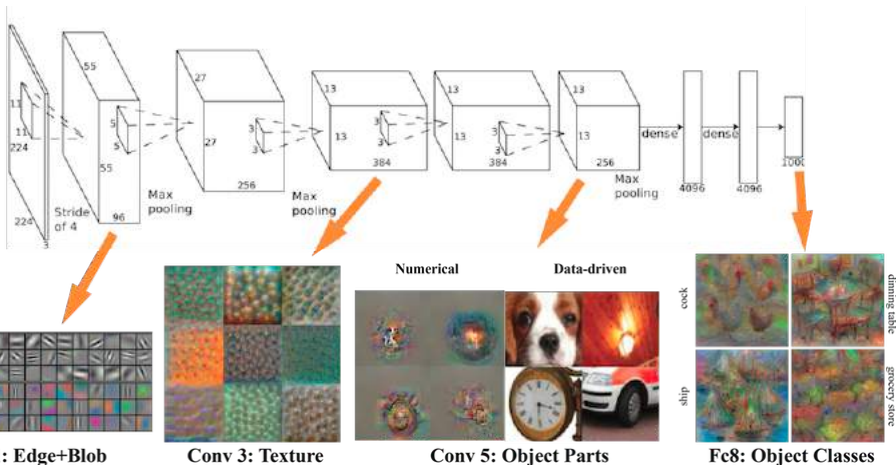 55
27
13
13
13
11
5
3
3
3
11
5
27
3
13
3
13
3
13
dense
dense
224
55
384
384
256
1000
Max
pooling
256
Max
pooling
Max
pooling
4096
4096
224
Stride
of 4
96
3
Numerical
Data-driven
cock
dinning table
ship
grocery store
: Edge+Blob
Conv 3: Texture
Conv 5: Object Parts
Fc8: Object Classes